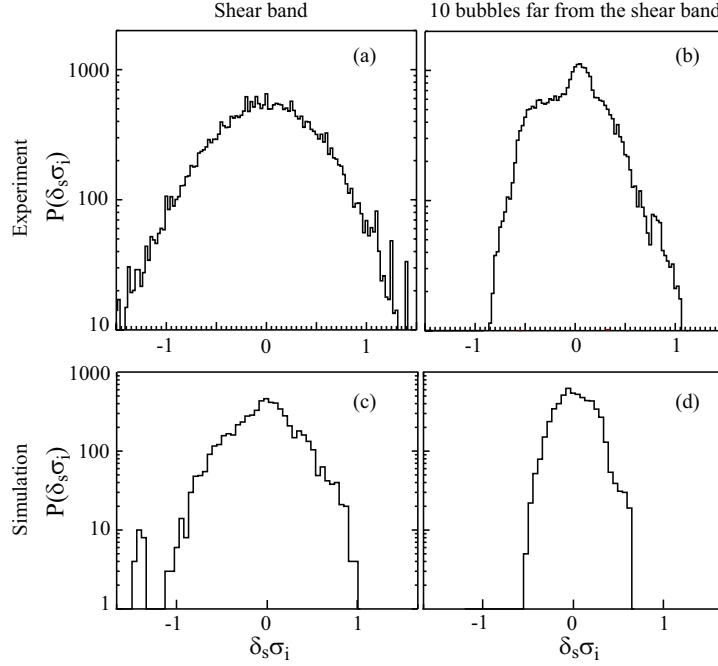 Shear band
10 bubbles far from the shear band
Experiment
P(δsσi)
1000
100
10
(a)
(b)
-1 0 1
-1 0 1
Simulation
P(δsσi)
1000
100
10
1
(c)
(d)
-1 0 1
-1 0 1
δsσi
δsσi